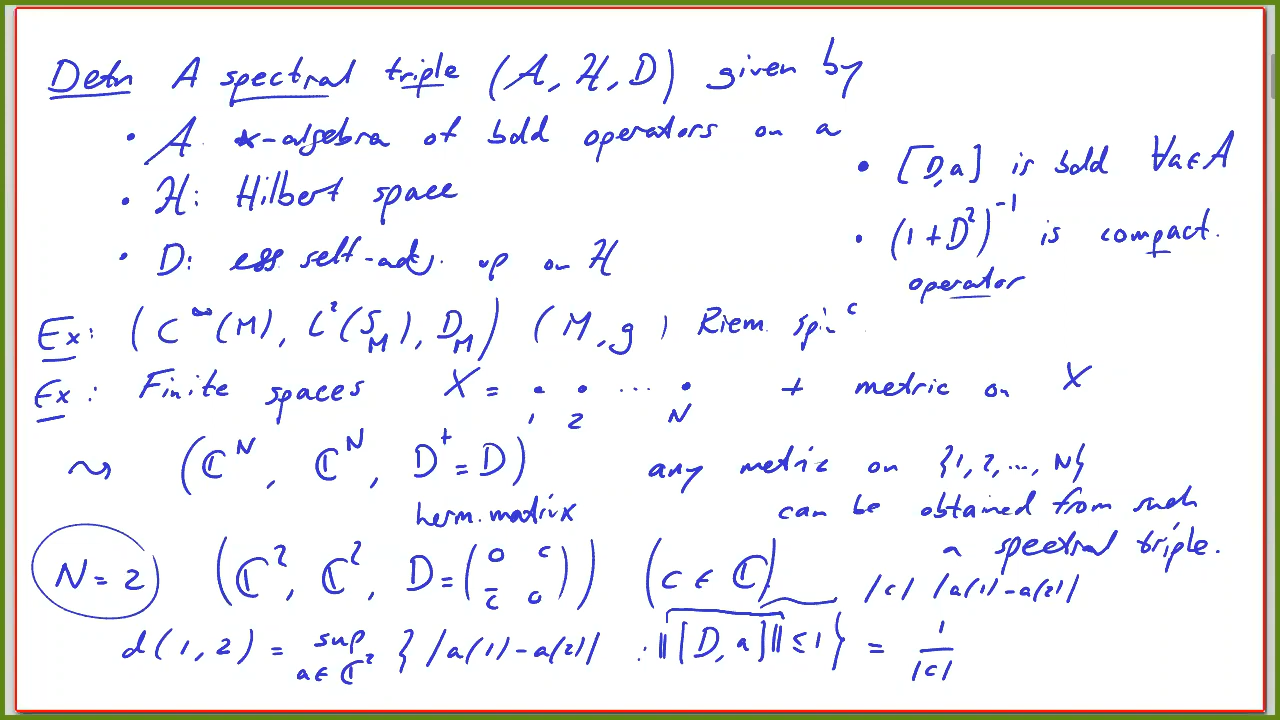 Defn A spectral triple (A, H, D) given by
• A *-algebra of bdd operators on a
• H: Hilbert space
• D: ess self-adj. op on H
• [D,a] is bdd ∀a∈A
• (1+D²)⁻¹ is compact.
operator
Ex: (C^∞(M), L²(S_M), D_M) (M, g) Riem. spin^c
Ex: Finite spaces X = • • ... • + metric on X
1 2 N
⇝ (ℂ^N, ℂ^N, D^+ = D) any metric on {1, 2, ..., N}
herm. matrix can be obtained from such
a spectral triple.
N = 2 (ℂ², ℂ², D = (0 c; c̄ 0)) (c ∈ ℂ)
|c| |a(1) - a(2)|
d(1,2) = sup_{a∈ℂ²} { |a(1) - a(2)| : ||[D,a]|| ≤ 1 } = 1/|c|